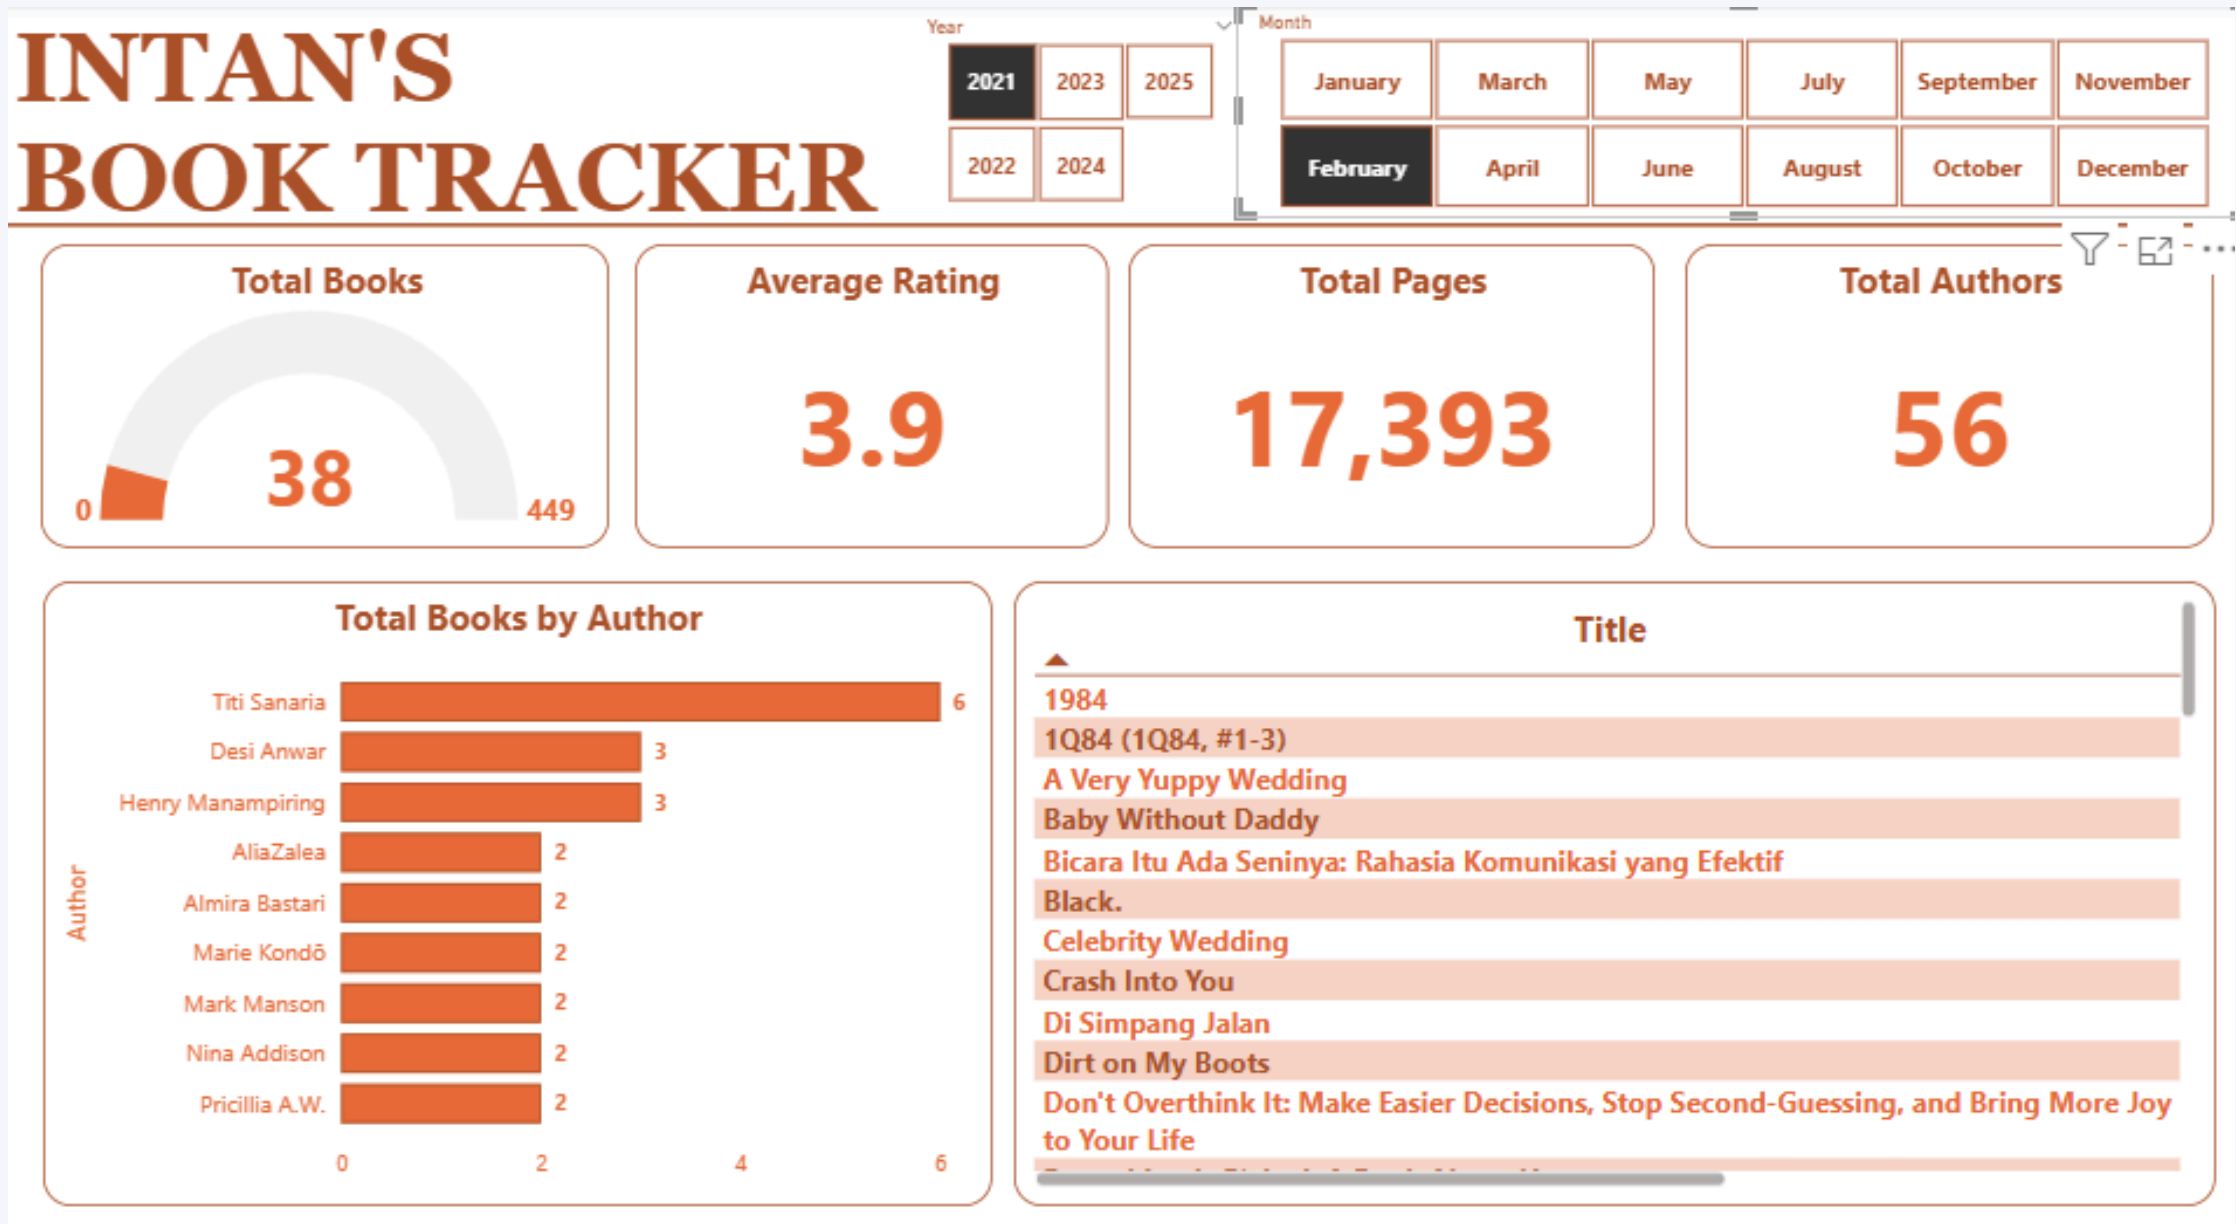 INTAN'S
BOOK TRACKER
Year
2021 2023 2025
2022 2024
Month
January March May July September November
February April June August October December
Total Books
38
0 449
Average Rating
3.9
Total Pages
17,393
Total Authors
56
Total Books by Author
Author
Titi Sanaria 6
Desi Anwar 3
Henry Manampiring 3
AliaZalea 2
Almira Bastari 2
Marie Kondō 2
Mark Manson 2
Nina Addison 2
Pricillia A.W. 2
0 2 4 6
Title
1984
1Q84 (1Q84, #1-3)
A Very Yuppy Wedding
Baby Without Daddy
Bicara Itu Ada Seninya: Rahasia Komunikasi yang Efektif
Black.
Celebrity Wedding
Crash Into You
Di Simpang Jalan
Dirt on My Boots
Don't Overthink It: Make Easier Decisions, Stop Second-Guessing, and Bring More Joy
to Your Life